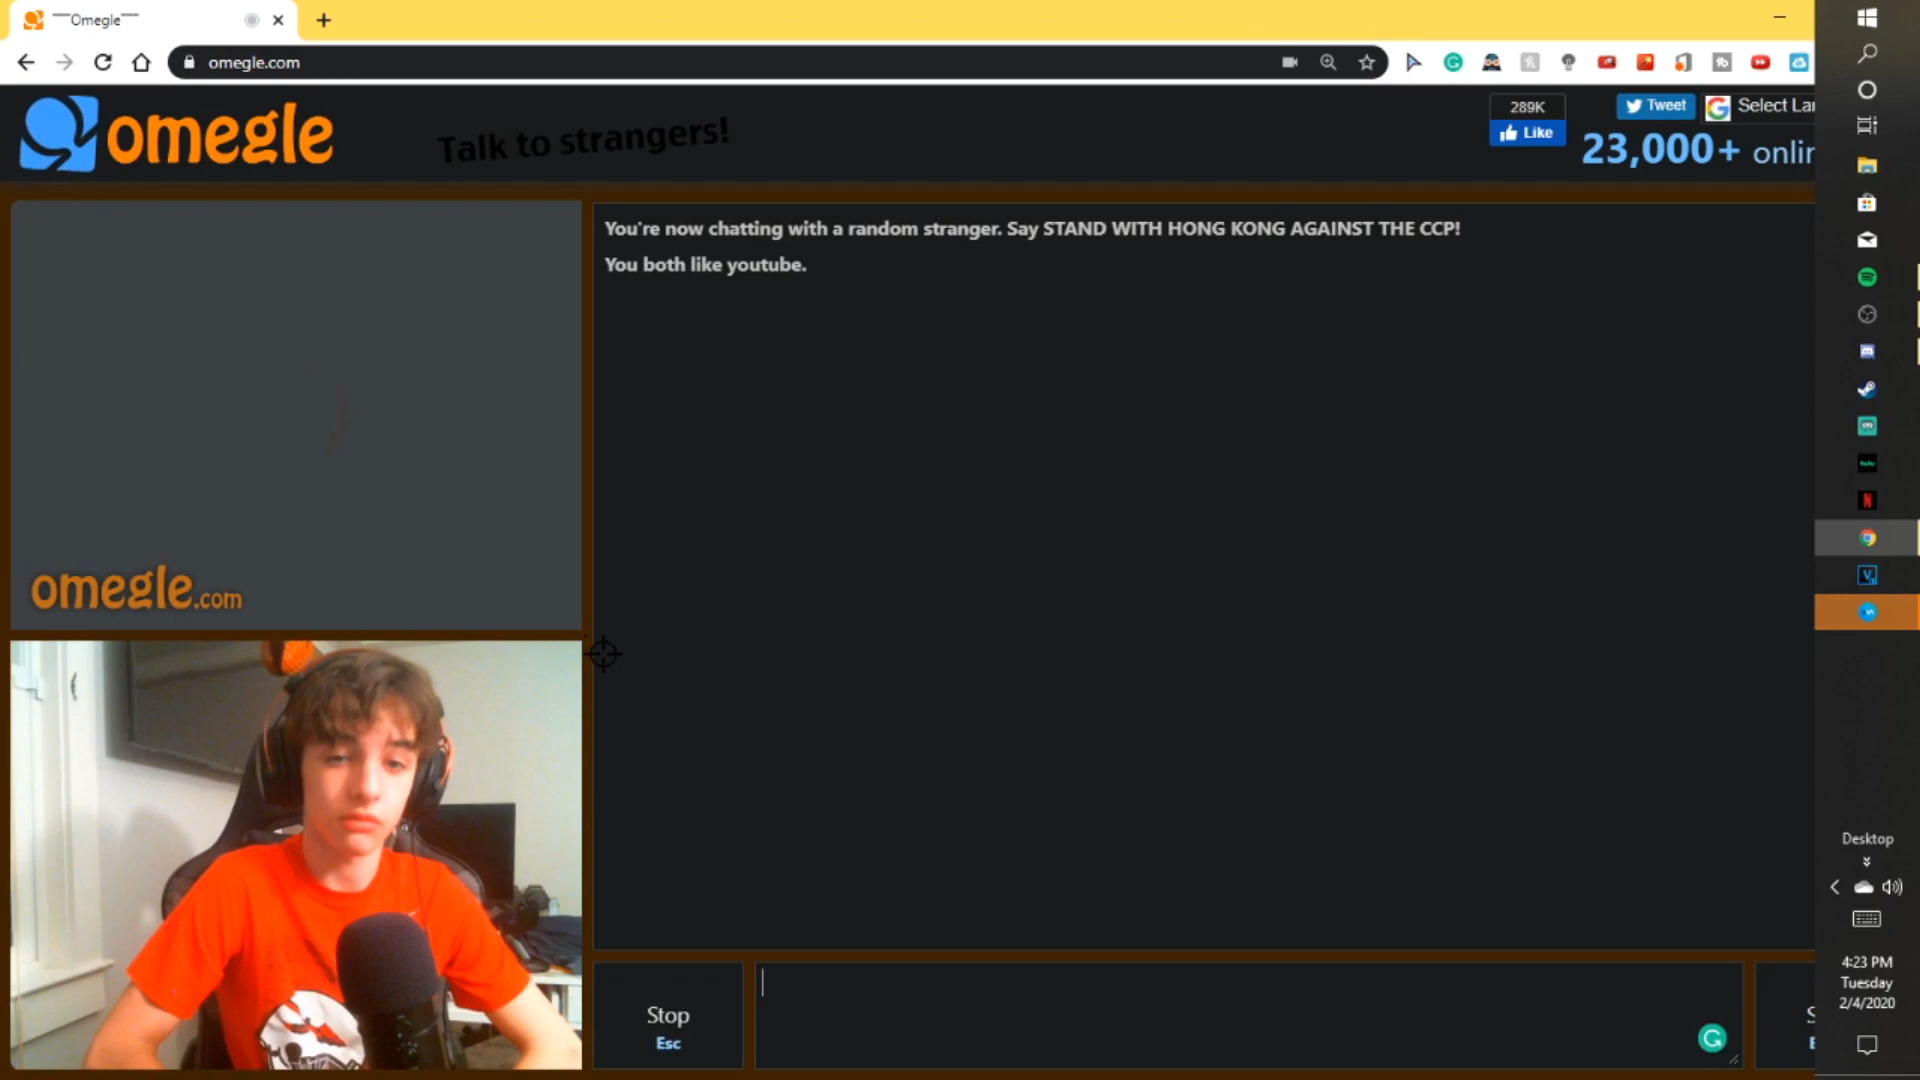 Omegle
omegle.com
omegle
Talk to strangers!
289K
Like
Tweet
Select Lar
23,000+ onlin
You're now chatting with a random stranger. Say STAND WITH HONG KONG AGAINST THE CCP!
You both like youtube.
omegle.com
Stop
Esc
Desktop
4:23 PM
Tuesday
2/4/2020